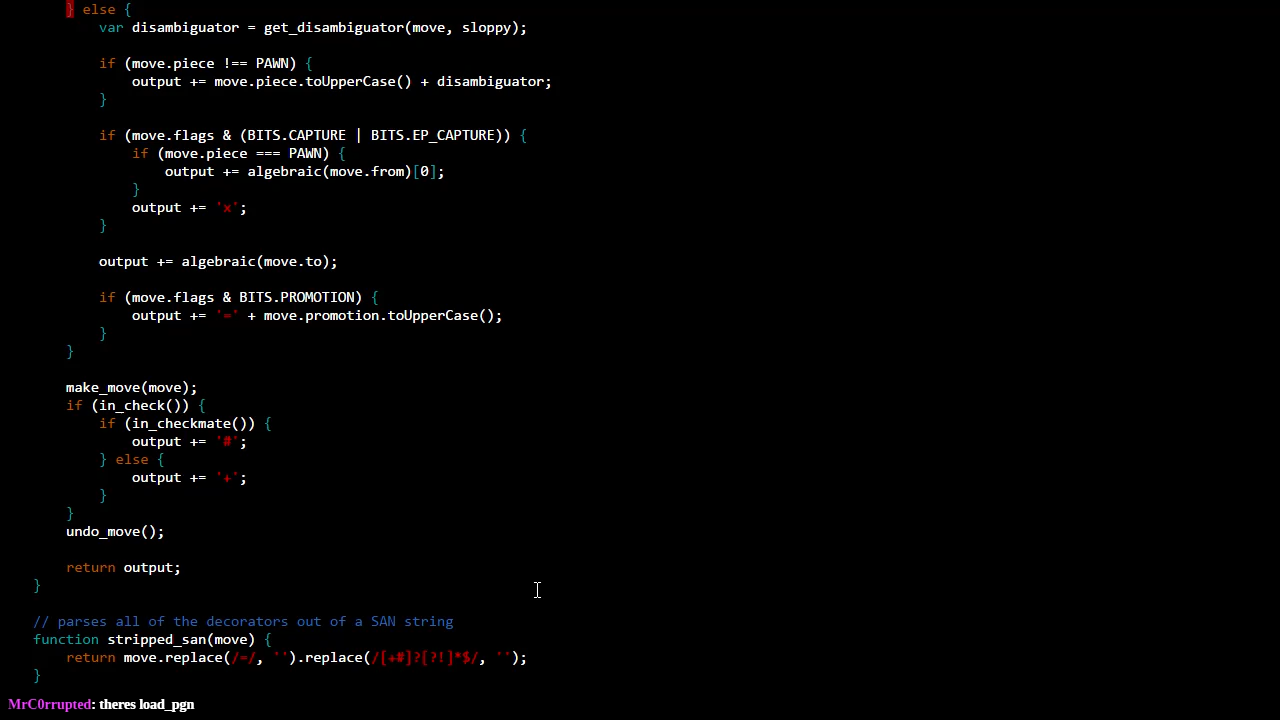 } else {
var disambiguator = get_disambiguator(move, sloppy);
if (move.piece !== PAWN) {
output += move.piece.toUpperCase() + disambiguator;
}
if (move.flags & (BITS.CAPTURE | BITS.EP_CAPTURE)) {
if (move.piece === PAWN) {
output += algebraic(move.from)[0];
}
output += 'x';
}
output += algebraic(move.to);
if (move.flags & BITS.PROMOTION) {
output += '=' + move.promotion.toUpperCase();
}
}
make_move(move);
if (in_check()) {
if (in_checkmate()) {
output += '#';
} else {
output += '+';
}
}
undo_move();
return output;
}
// parses all of the decorators out of a SAN string
function stripped_san(move) {
return move.replace(/=/, '').replace(/[+#]?[?!]*$/, '');
}
MrC0rrupted: theres load_pgn